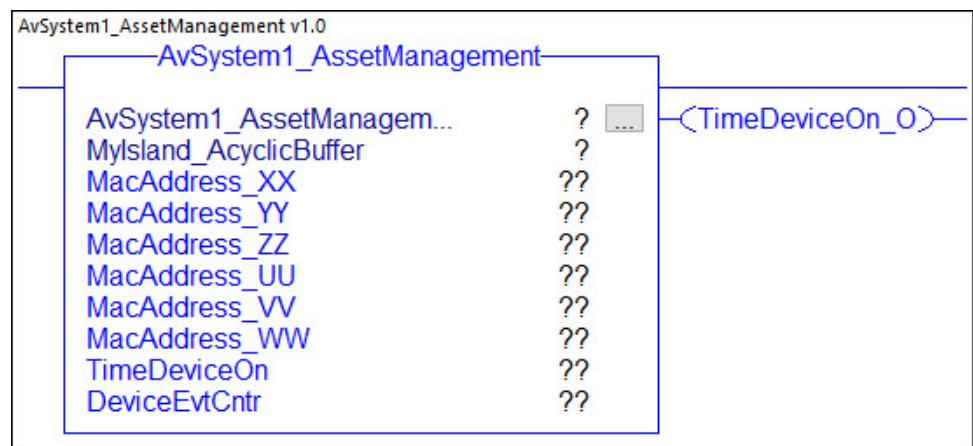 AvSystem1_AssetManagement v1.0
AvSystem1_AssetManagement
AvSystem1_AssetManagem... ? ... TimeDeviceOn_O
MyIsland_AcyclicBuffer ?
MacAddress_XX ??
MacAddress_YY ??
MacAddress_ZZ ??
MacAddress_UU ??
MacAddress_VV ??
MacAddress_WW ??
TimeDeviceOn ??
DeviceEvtCntr ??